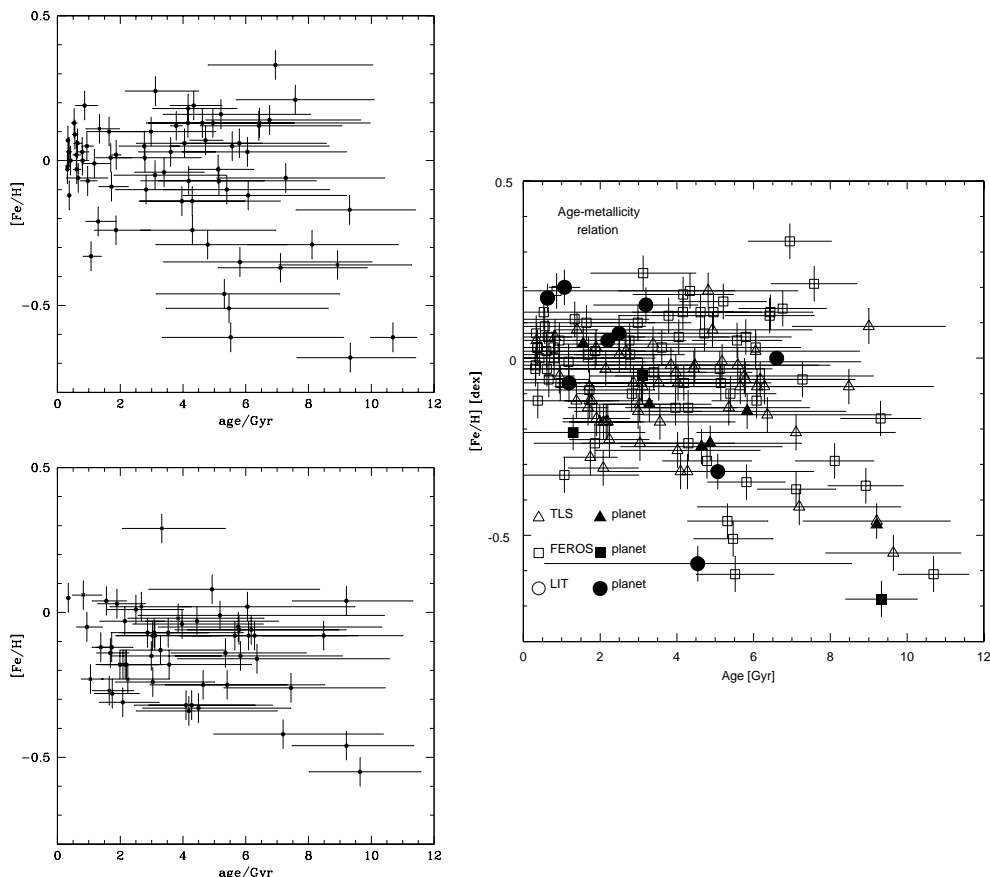 0.5
0
−0.5
[Fe/H]
0 2 4 6 8 10 12
age/Gyr
0.5
0
−0.5
[Fe/H]
0 2 4 6 8 10 12
age/Gyr
0.5
0
-0.5
[Fe/H] [dex]
Age-metallicity
relation
TLS planet
FEROS planet
LIT planet
0 2 4 6 8 10 12
Age [Gyr]